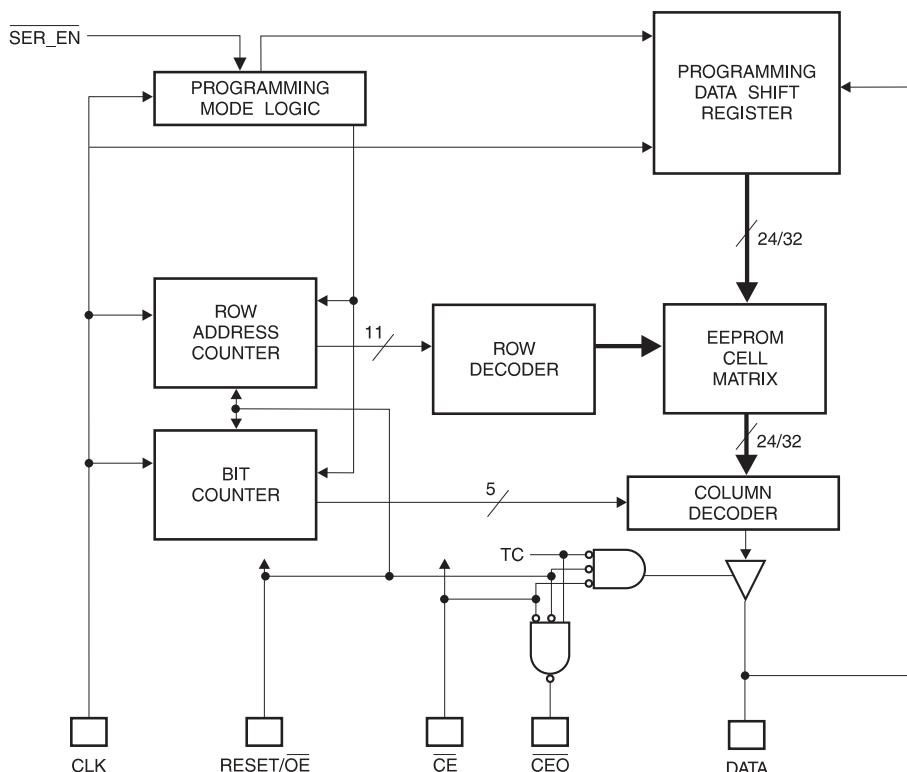 SER_EN
PROGRAMMING
MODE LOGIC
PROGRAMMING
DATA SHIFT
REGISTER
24/32
ROW
ADDRESS
COUNTER
11
ROW
DECODER
EEPROM
CELL
MATRIX
24/32
BIT
COUNTER
5
COLUMN
DECODER
TC
CLK
RESET/OE
CE
CEO
DATA